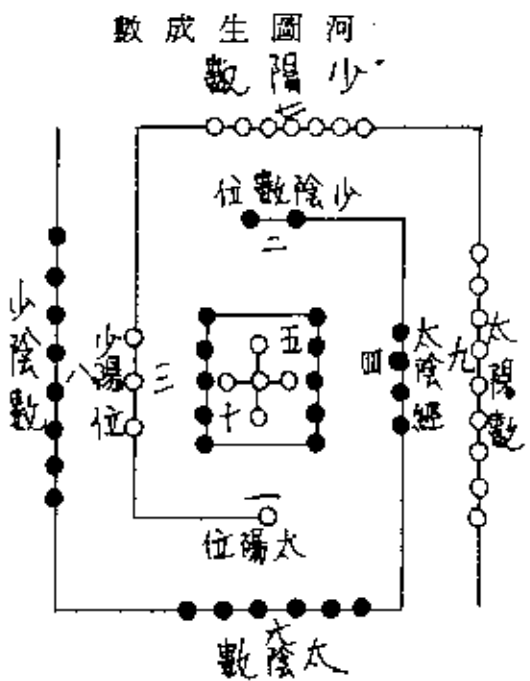 河圖生成數
少陽數
七
少陰數位
二
太陽數
九
太陰經
四
五
十
三
少陽位
八
少陰數
一
太陽位
六
太陰數